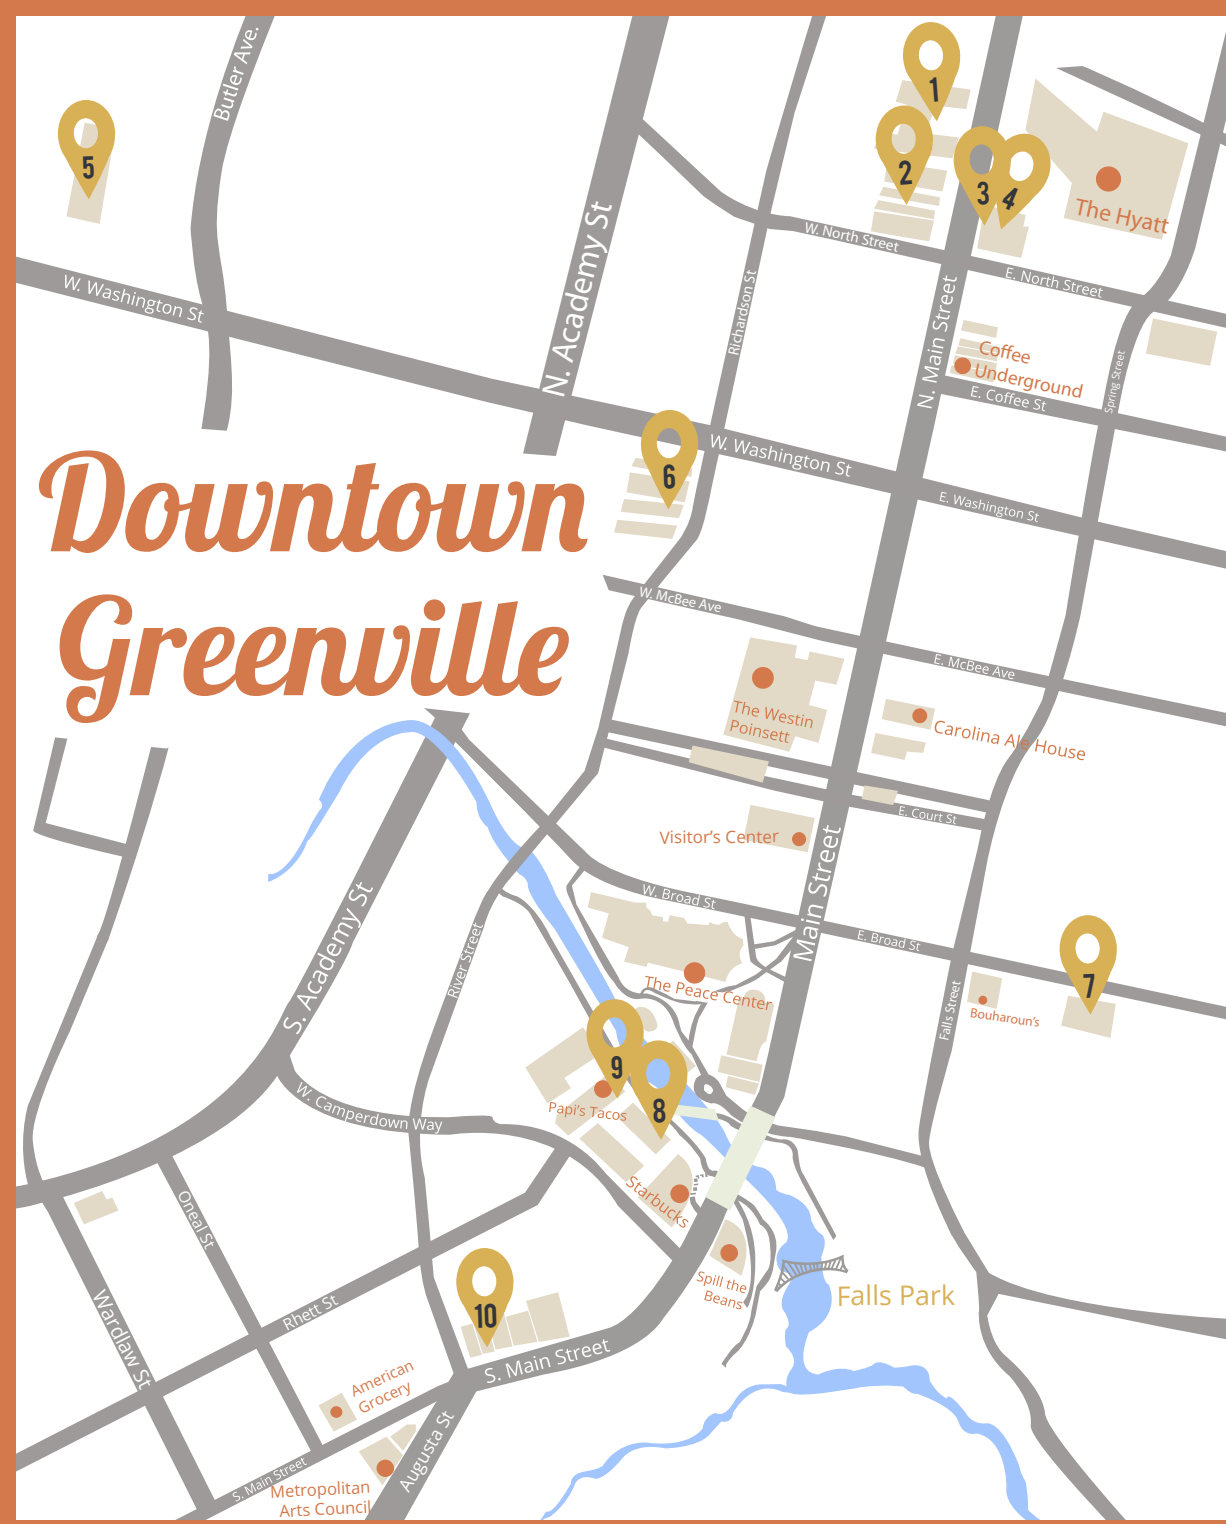 Butler Ave.
1
5
2
3
4
The Hyatt
N. Academy St
W. North Street
E. North Street
W. Washington St
Richardson St
N. Main Street
Coffee
Underground
Spring Street
E. Coffee St
6
W. Washington St
E. Washington St
Downtown
Greenville
W. McBee Ave
E. McBee Ave
The Westin
Poinsett
Carolina Ale House
E. Court St
Visitor's Center
Main Street
W. Broad St
E. Broad St
S. Academy St
River Street
The Peace Center
7
Falls Street
Bouharoun's
9
8
Papi's Tacos
W. Camperdown Way
Starbucks
Oneal St
Spill the
Beans
Falls Park
10
Wardlaw St
Rhett St
S. Main Street
American
Grocery
Augusta St
S. Main Street
Metropolitan
Arts Council